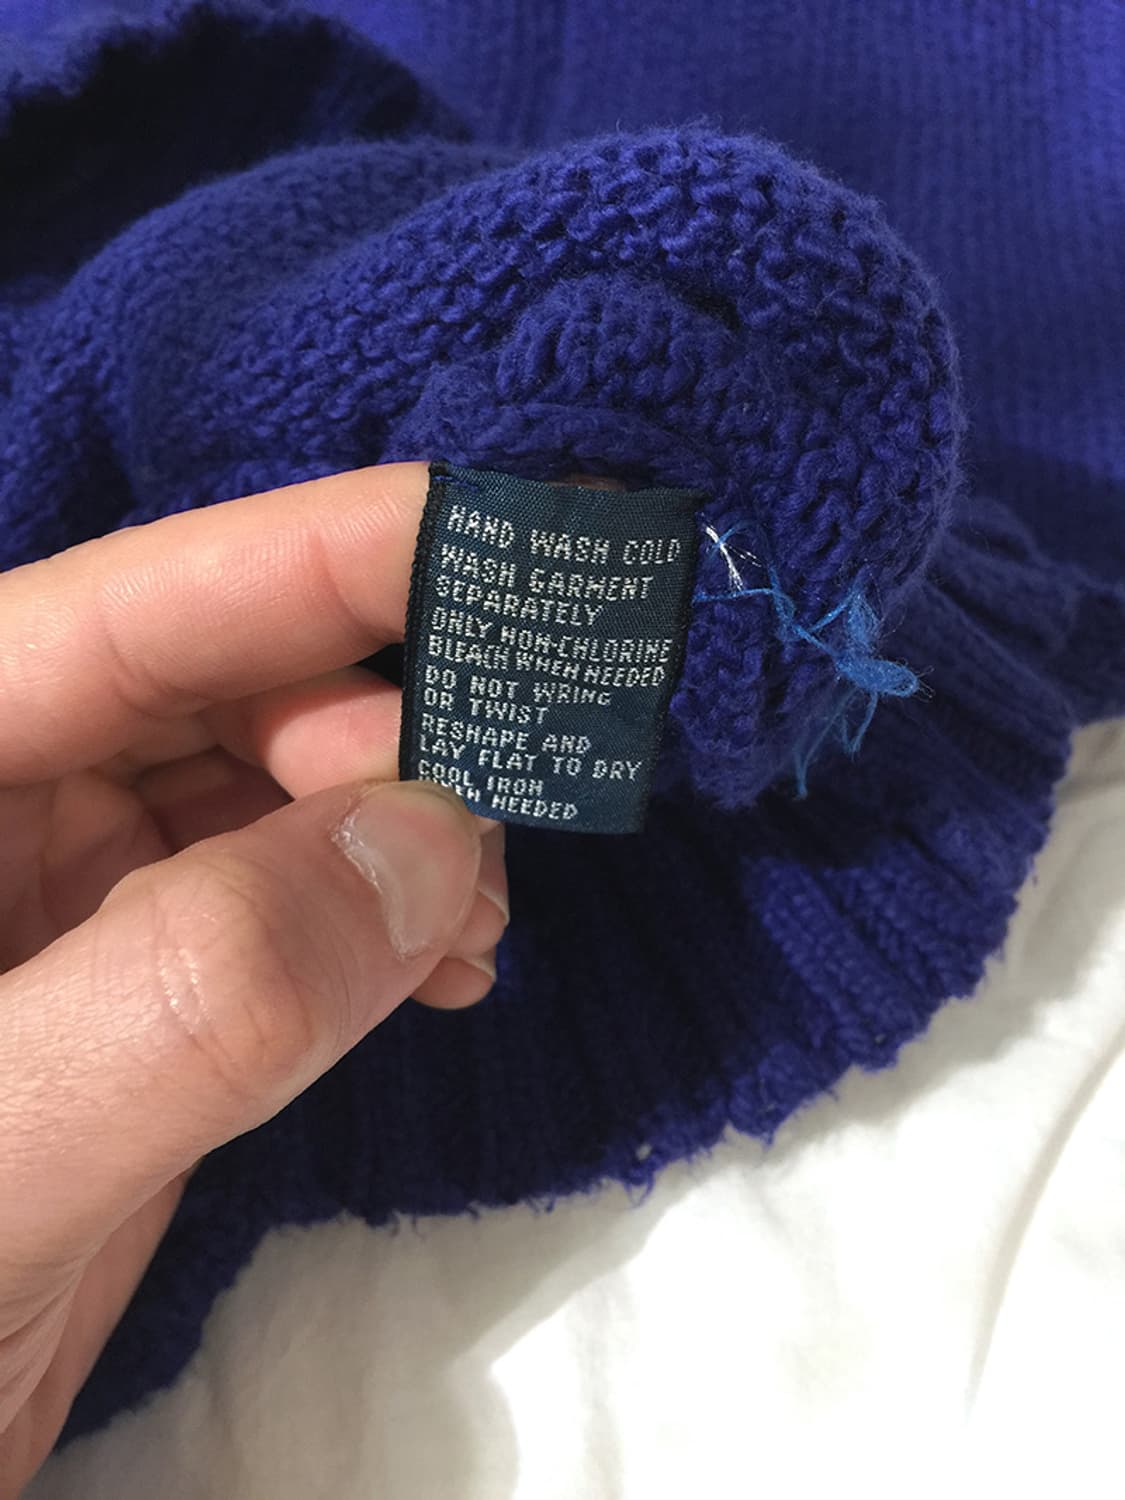 HAND WASH COLD
WASH GARMENT
SEPARATELY
ONLY NON-CHLORINE
BLEACH WHEN NEEDED
DO NOT WRING
OR TWIST
RESHAPE AND
LAY FLAT TO DRY
COOL IRON
WHEN NEEDED